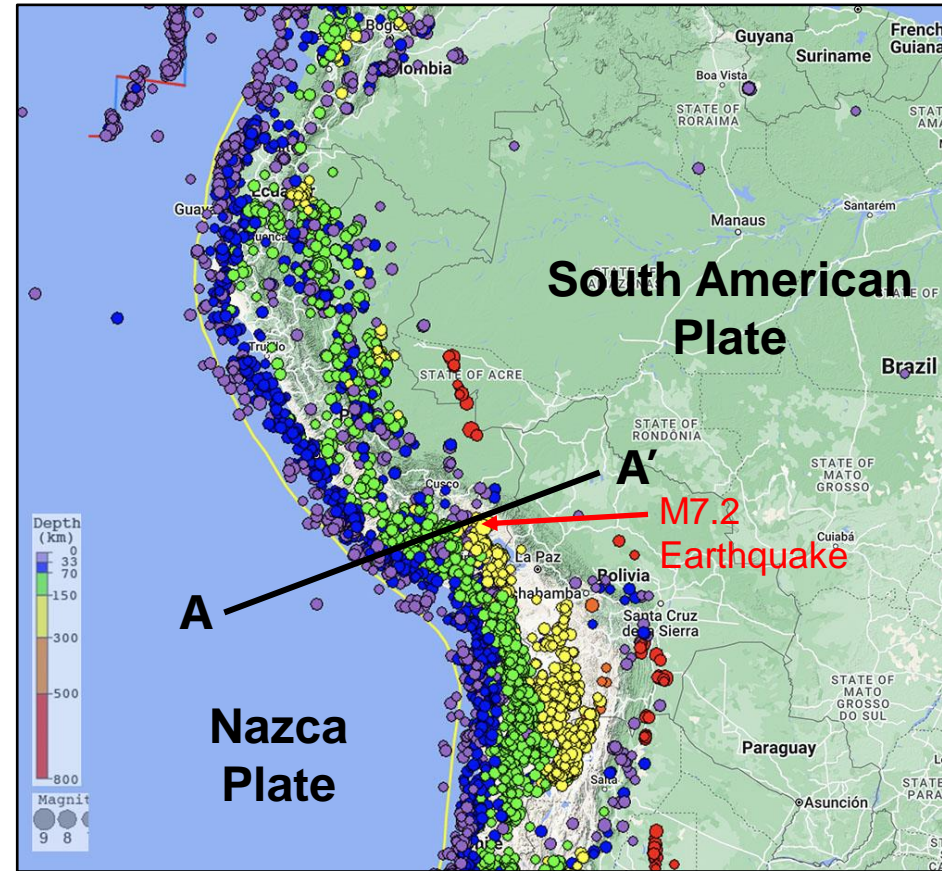 Guyana
French
Guiana
Suriname
Boa Vista
STATE OF
RORAIMA
Manaus
Santarém
South American
Plate
Trujillo
STATE OF ACRE
Brazil
STATE OF
RONDÔNIA
STATE OF
MATO
GROSSO
Cuiabá
Cusco
A′
M7.2
Earthquake
La Paz
Bolivia
Santa Cruz
de la Sierra
A
Depth
(km)
0
33
70
150
300
500
800
Magnit
9 8
Nazca
Plate
STATE OF
MATO
GROSSO
DO SUL
Paraguay
Asunción
Salta